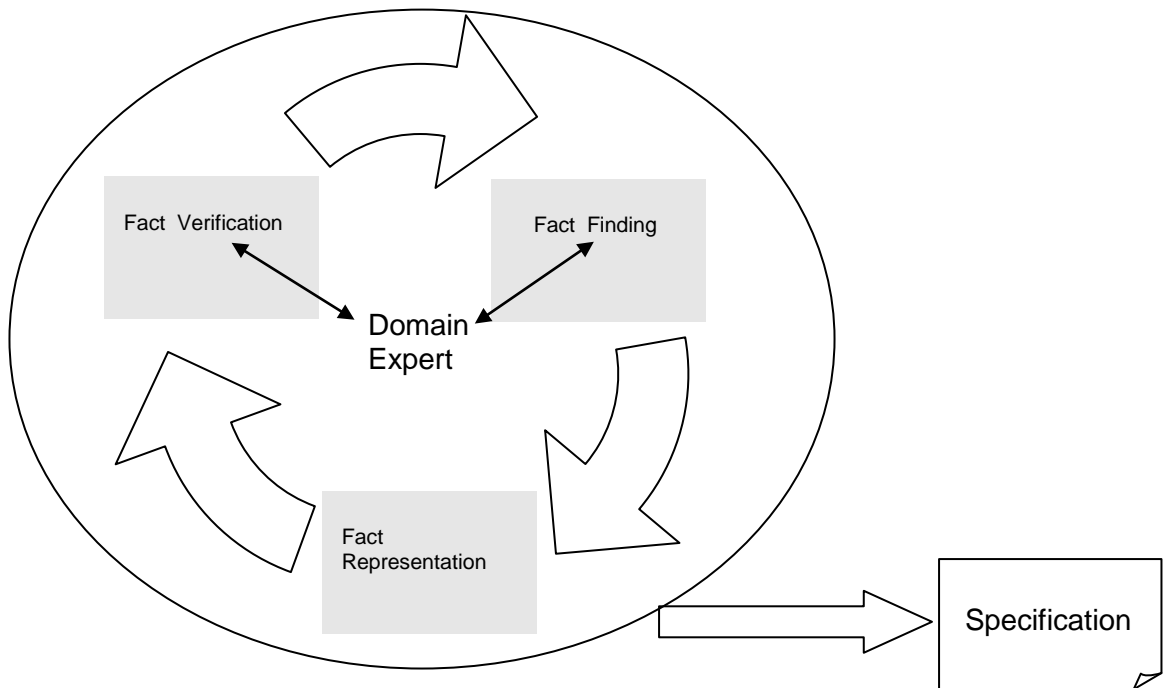 Fact Verification
Fact Finding
Domain
Expert
Fact
Representation
Specification